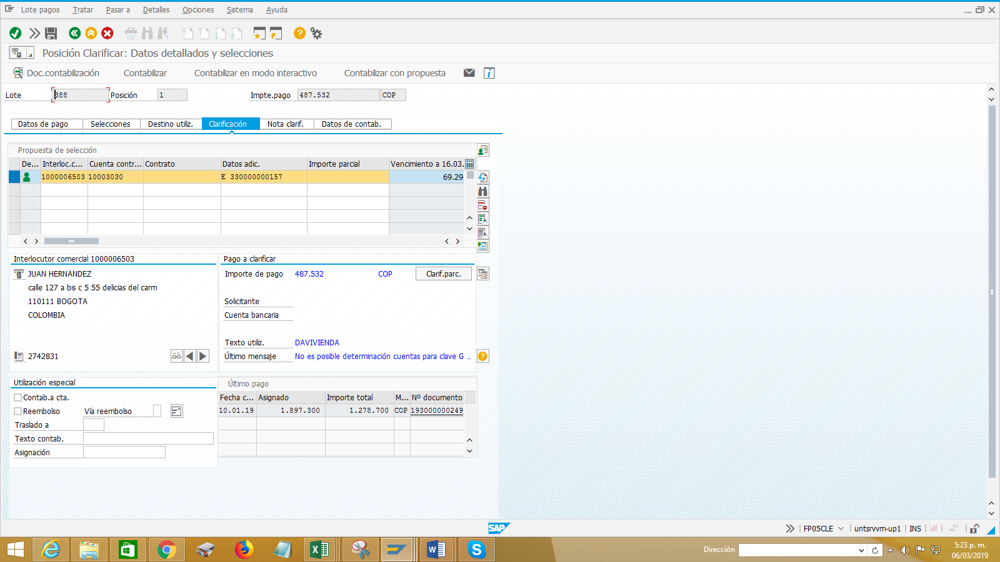 Lote pagos Tratar Pasar a Detalles Opciones Sistema Ayuda
Posición Clarificar: Datos detallados y selecciones
Doc.contabilización Contabilizar Contabilizar en modo interactivo Contabilizar con propuesta
Lote 388 Posición 1 Impte.pago 487.532 COP
Datos de pago Selecciones Destino utiliz. Clarificación Nota clarif. Datos de contab.
Propuesta de selección
De... Interloc.c... Cuenta contr... Contrato Datos adic. Importe parcial Vencimiento a 16.03.
1000006503 10003030 E 330000000157 69.29
Interlocutor comercial 1000006503
JUAN HERNANDEZ
calle 127 a bis c 5 55 delicias del carm
110111 BOGOTA
COLOMBIA
2742831
Pago a clarificar
Importe de pago 487.532 COP Clarif.parc.
Solicitante
Cuenta bancaria
Texto utiliz. DAVIVIENDA
Último mensaje No es posible determinación cuentas para clave G ...
Utilización especial
Contab.a cta.
Reembolso Vía reembolso
Traslado a
Texto contab.
Asignación
Último pago
Fecha c... Asignado Importe total M... Nº documento
10.01.19 1.897.300 1.278.700 COP 193000000249
SAP FP05CLE untsrvvm-up1 INS
Dirección
5:23 p. m.
06/03/2019